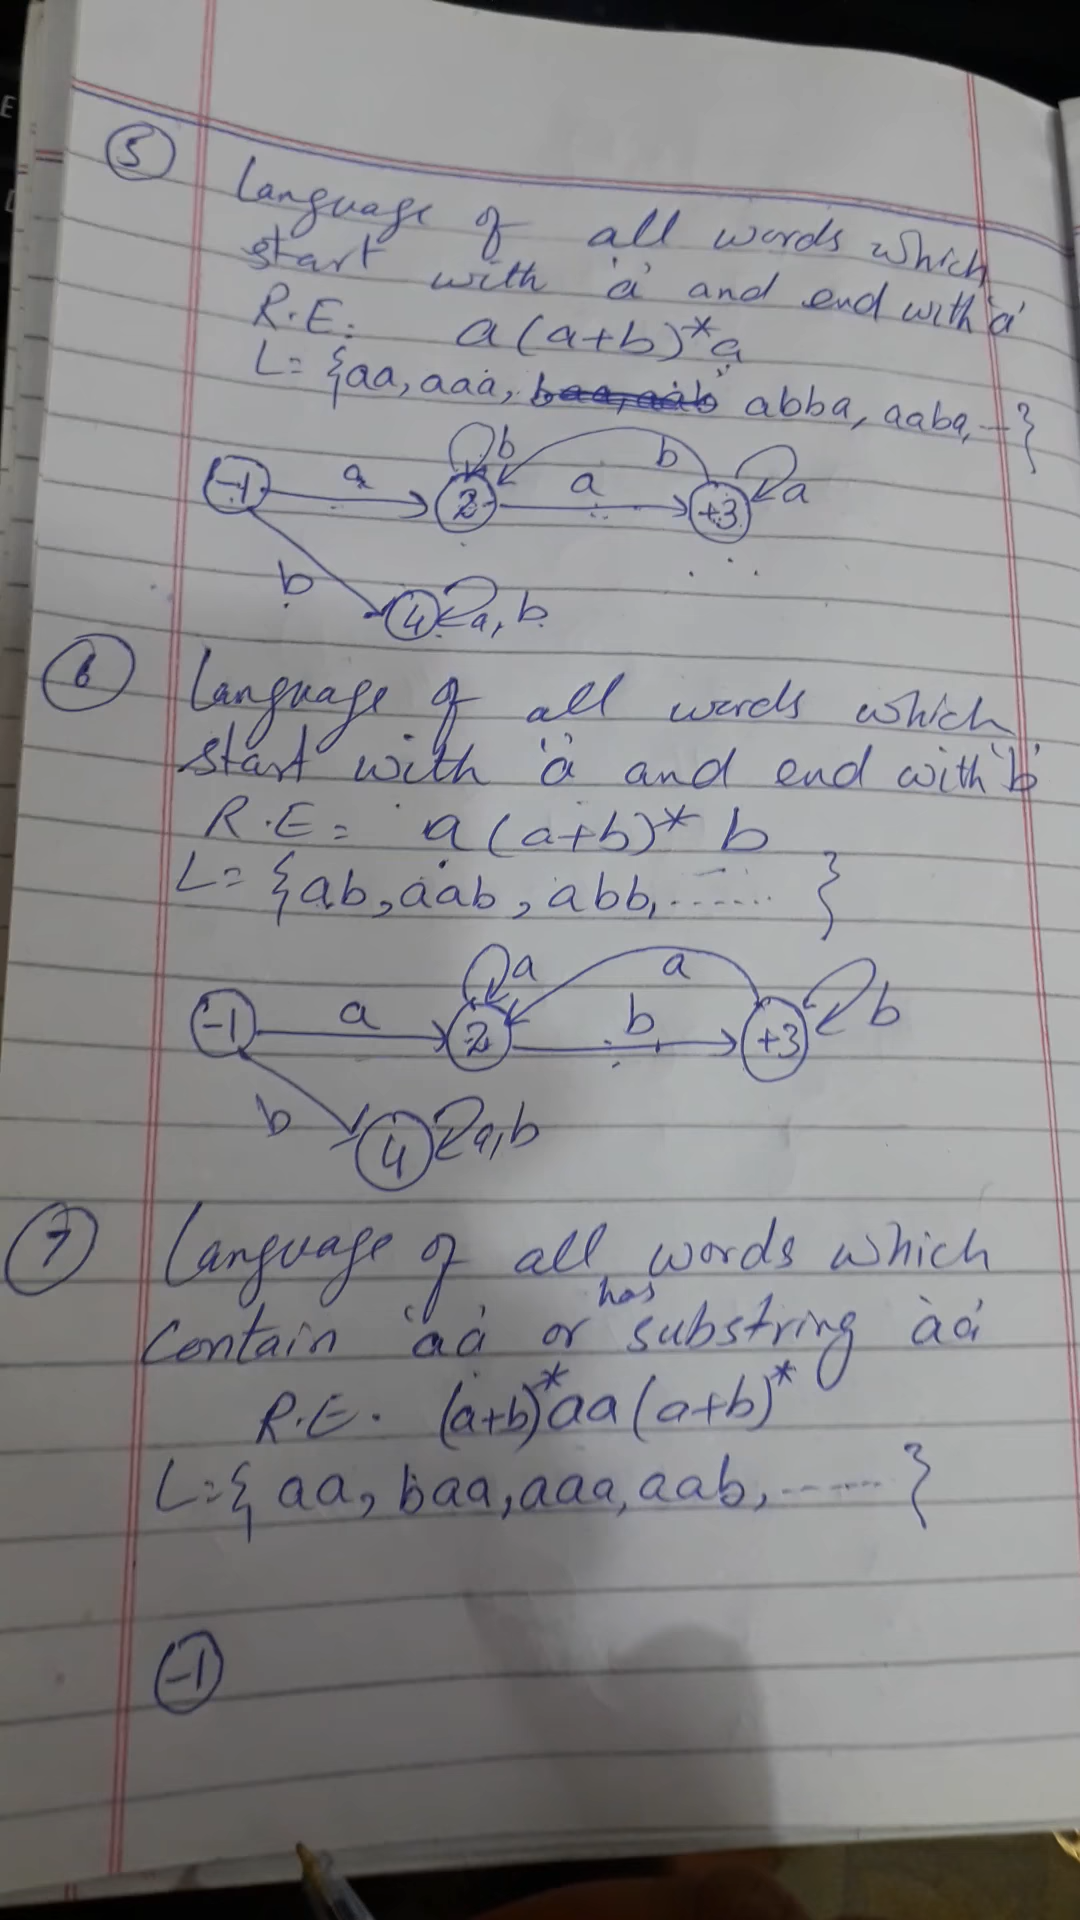 5
Language of all words which
start with 'a' and end with 'a'
R.E. a(a+b)*a
L= {aa, aaa, abba, aaba, --}
b b
-1 a 2 a +3 a
b
4 a, b
6 Language of all words which
start with 'a' and end with 'b'
R.E = a(a+b)* b
L= {ab, aab, abb, ....... }
a a
-1 a 2 b +3 b
b
4 a,b
7 Language of all words which
has
contain 'aa' or substring 'aa'
R.E. (a+b)*aa(a+b)*
L={ aa, baa, aaa, aab, ------- }
-1